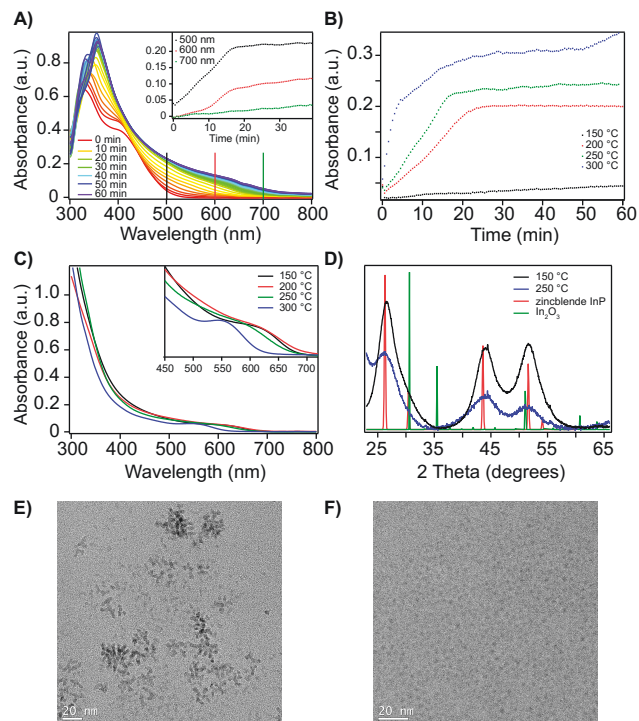 A)
Absorbance (a.u.)
0.8
0.6
0.4
0.2
0
300 400 500 600 700 800
Wavelength (nm)
0 min
10 min
20 min
30 min
40 min
50 min
60 min
500 nm
600 nm
700 nm
0.20
0.15
0.10
0.05
0
0 10 20 30
Time (min)
B)
Absorbance (a.u.)
0.3
0.2
0.1
0 10 20 30 40 50 60
Time (min)
150 °C
200 °C
250 °C
300 °C
C)
Absorbance (a.u.)
1.0
0.8
0.6
0.4
0.2
0
300 400 500 600 700 800
Wavelength (nm)
150 °C
200 °C
250 °C
300 °C
450 500 550 600 650 700
D)
150 °C
250 °C
zincblende InP
In₂O₃
25 35 45 55 65
2 Theta (degrees)
E)
20 nm
F)
20 nm